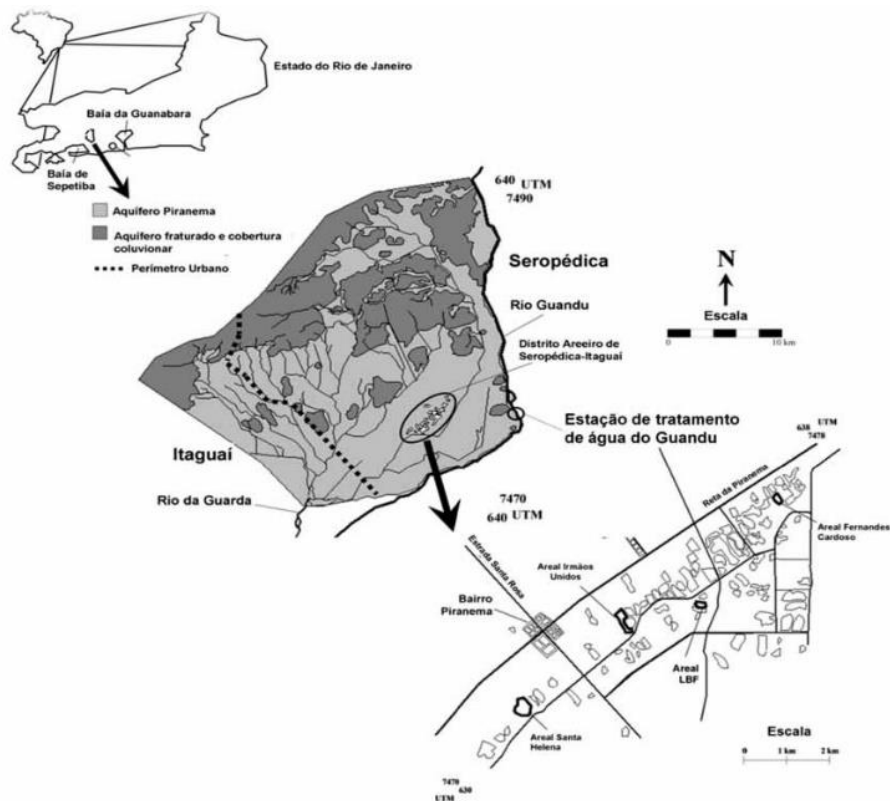 Estado do Rio de Janeiro
Baía da Guanabara
Baía de
Sepetiba
Aquífero Piranema
Aquífero fraturado e cobertura
coluvionar
Perímetro Urbano
640 UTM
7490
Seropédica
Rio Guandu
Distrito Areeiro de
Seropédica-Itaguaí
N
Escala
0 10 km
Estação de tratamento
de água do Guandu
Itaguaí
Rio da Guarda
7470
640 UTM
638 UTM
7478
Reta da Piranema
Areal Fernandes
Cardoso
Estrada Santa Rosa
Areal Irmãos
Unidos
Bairro
Piranema
Areal
LBF
Areal Santa
Helena
Escala
0 1 km 2 km
7470
UTM 630